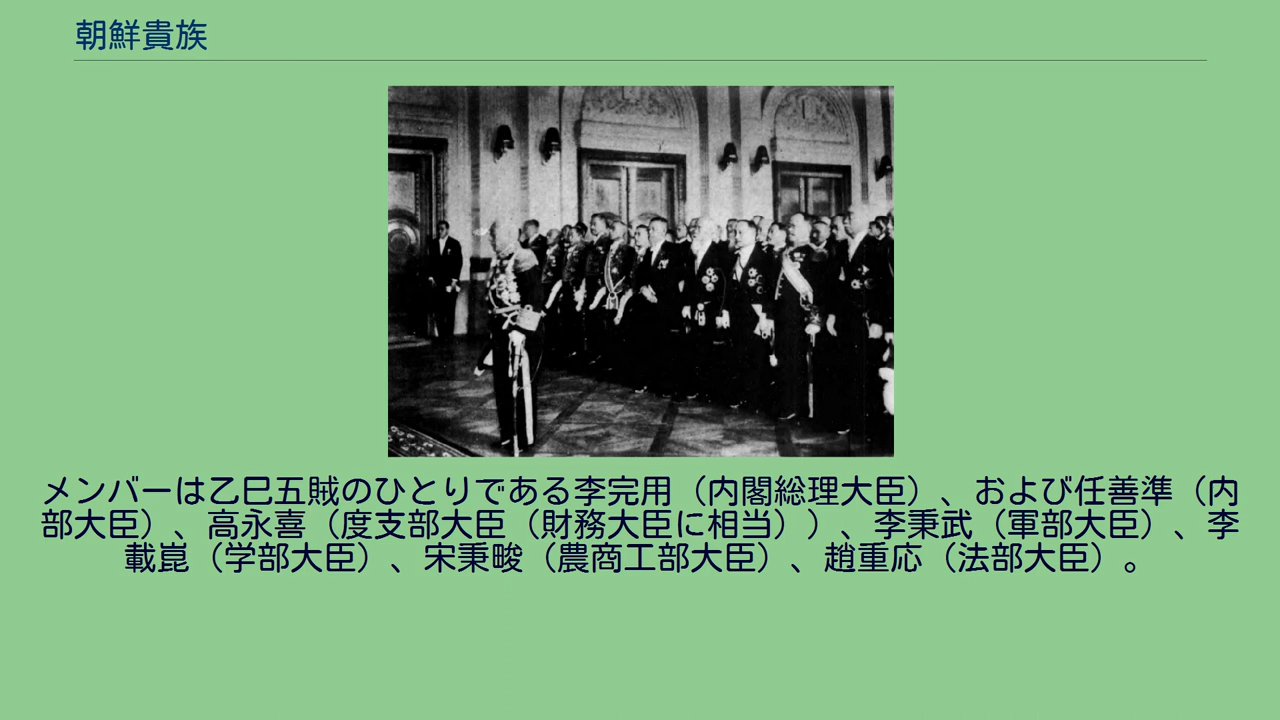 朝鮮貴族
メンバーは乙巳五賊のひとりである李完用（内閣総理大臣）、および任善準（内
部大臣）、高永喜（度支部大臣（財務大臣に相当））、李秉武（軍部大臣）、李
載崑（学部大臣）、宋秉畯（農商工部大臣）、趙重応（法部大臣）。